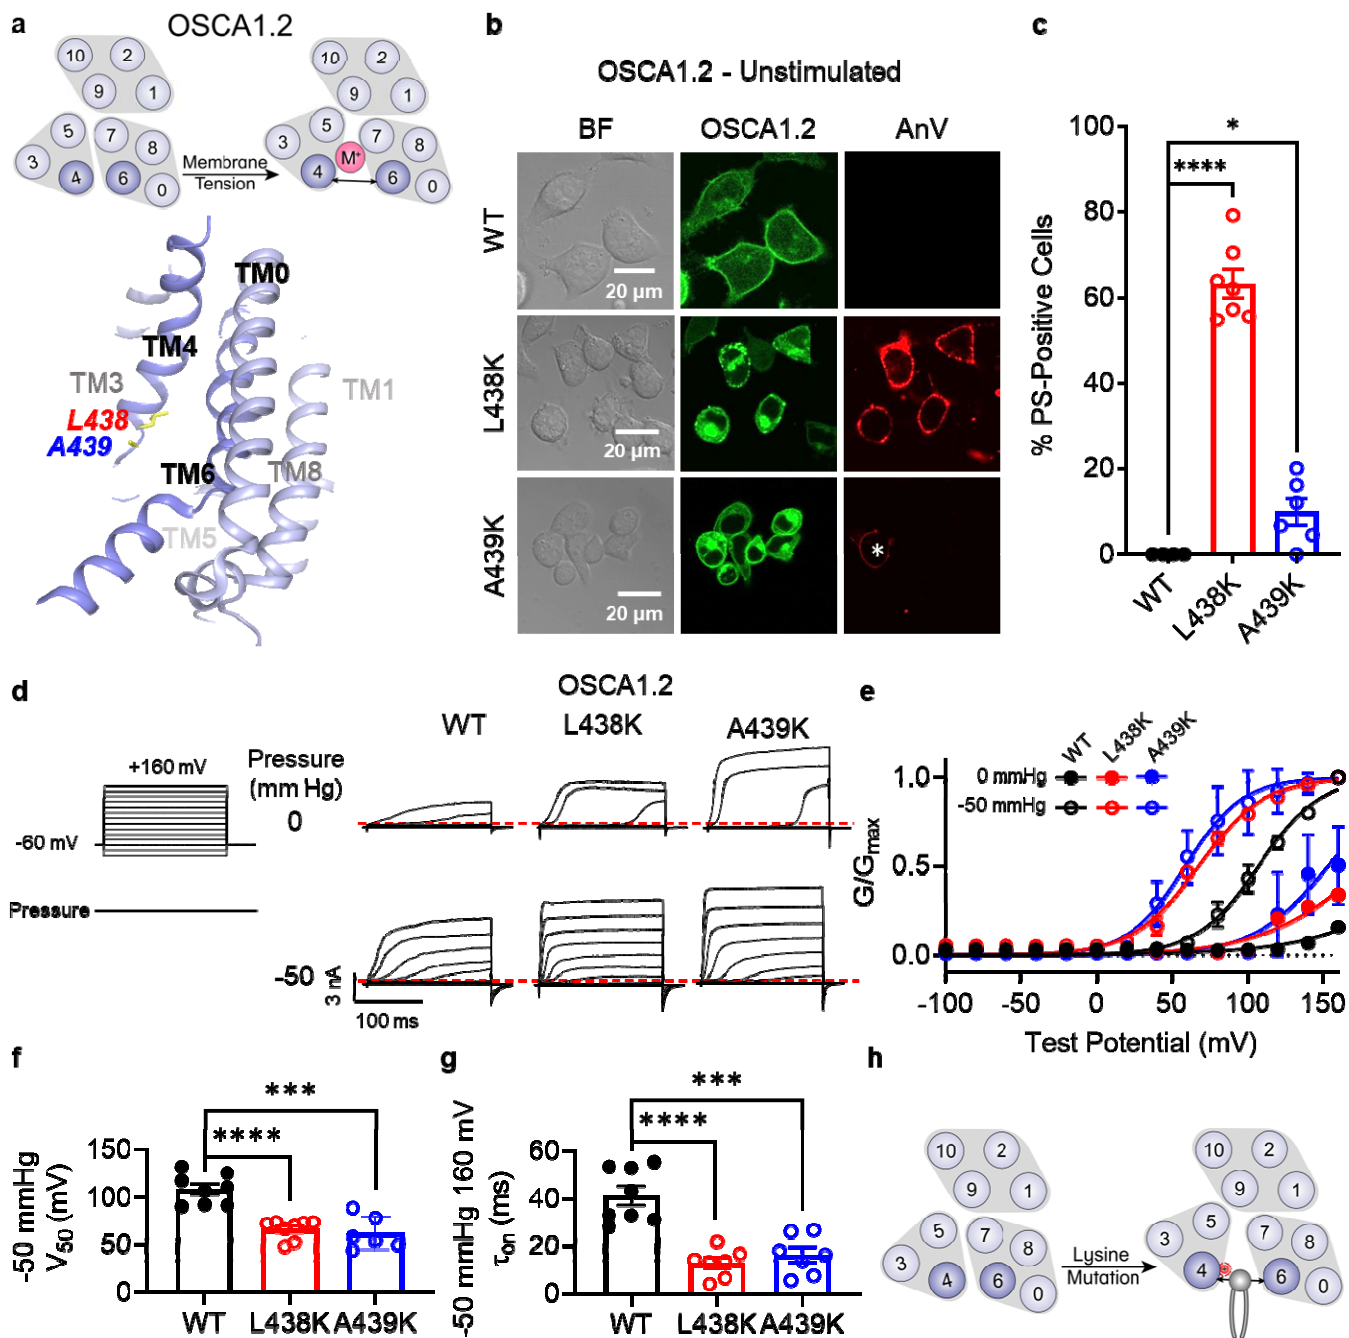 a
OSCA1.2
10 2 9 1 5 7 8 3 4 6 0
Membrane
Tension
10 2 9 1 5 7 8 3 M+ 4 6 0
TM0
TM4
TM3
TM1
L438
A439
TM6
TM8
TM5
b
OSCA1.2 - Unstimulated
BF OSCA1.2 AnV
WT
20 µm
L438K
20 µm
A439K
20 µm
*
c
% PS-Positive Cells
100
80
60
40
20
0
*
****
WT L438K A439K
d
OSCA1.2
WT L438K A439K
+160 mV
-60 mV
Pressure
Pressure
(mm Hg)
0
-50
3 nA
100 ms
e
WT L438K A439K
0 mmHg
-50 mmHg
G/Gmax
1.0
0.5
0.0
-100 -50 0 50 100 150
Test Potential (mV)
f
-50 mmHg
V50 (mV)
150
100
50
0
***
****
WT L438K A439K
g
-50 mmHg 160 mV
τon (ms)
60
40
20
0
***
****
WT L438K A439K
h
10 2 9 1 5 7 8 3 4 6 0
Lysine
Mutation
10 2 9 1 5 7 8 3 4 6 0